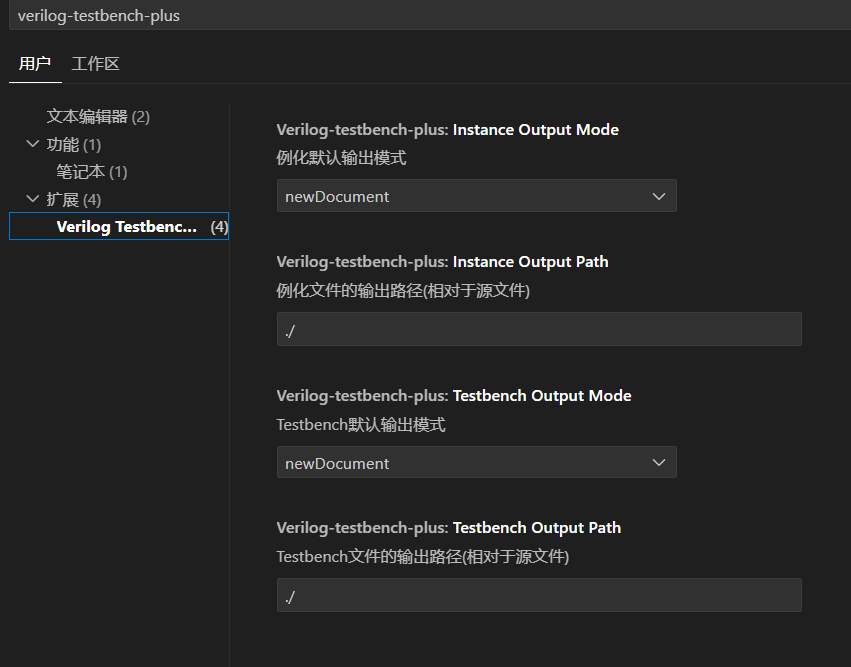 verilog-testbench-plus
用户 工作区
文本编辑器 (2)
功能 (1)
笔记本 (1)
扩展 (4)
Verilog Testbenc... (4)
Verilog-testbench-plus: Instance Output Mode
例化默认输出模式
newDocument
Verilog-testbench-plus: Instance Output Path
例化文件的输出路径(相对于源文件)
./
Verilog-testbench-plus: Testbench Output Mode
Testbench默认输出模式
newDocument
Verilog-testbench-plus: Testbench Output Path
Testbench文件的输出路径(相对于源文件)
./